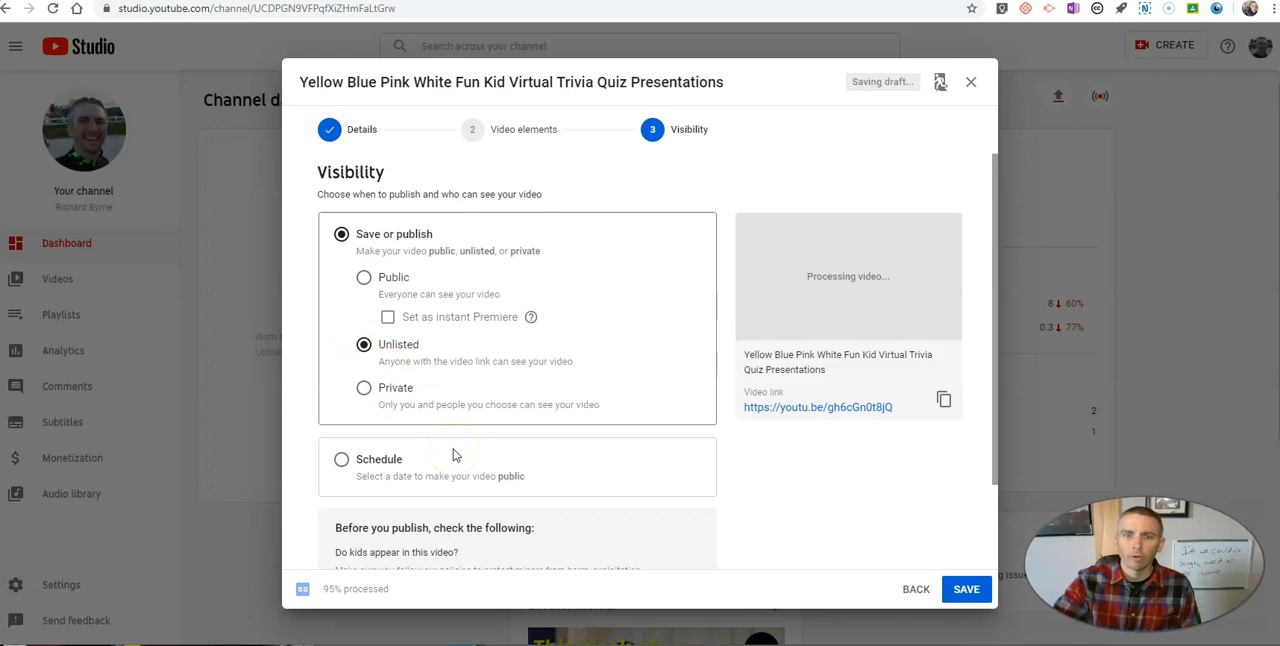 studio.youtube.com/channel/UCDPGN9VFPqfXiZHmFaLtGrw
Studio
Search across your channel
CREATE
Channel da
Yellow Blue Pink White Fun Kid Virtual Trivia Quiz Presentations
Saving draft...
Details
2 Video elements
3 Visibility
Visibility
Choose when to publish and who can see your video
Save or publish
Make your video public, unlisted, or private
Public
Everyone can see your video
Set as instant Premiere
Unlisted
Anyone with the video link can see your video
Private
Only you and people you choose can see your video
Schedule
Select a date to make your video public
Before you publish, check the following:
Do kids appear in this video?
Processing video...
Yellow Blue Pink White Fun Kid Virtual Trivia
Quiz Presentations
Video link
https://youtu.be/gh6cGn0t8jQ
95% processed
BACK
SAVE
Your channel
Richard Byrne
Dashboard
Videos
Playlists
Analytics
Comments
Subtitles
Monetization
Audio library
Settings
Send feedback
8 60%
0.3 77%
2
1
If we couldn't
laugh, we'd all